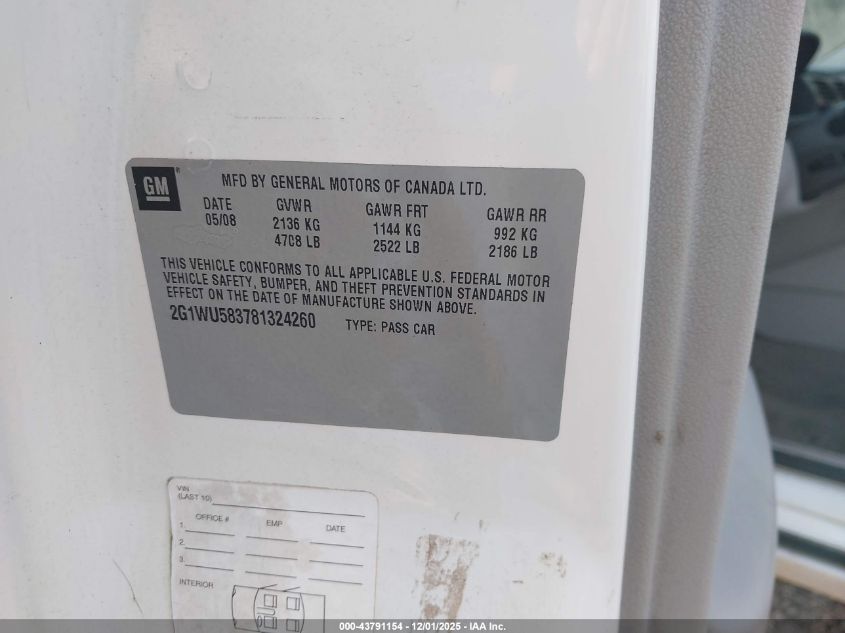 GM ®
MFD BY GENERAL MOTORS OF CANADA LTD.
DATE GVWR GAWR FRT GAWR RR
05/08 2136 KG 1144 KG 992 KG
4708 LB 2522 LB 2186 LB
THIS VEHICLE CONFORMS TO ALL APPLICABLE U.S. FEDERAL MOTOR
VEHICLE SAFETY, BUMPER, AND THEFT PREVENTION STANDARDS IN
EFFECT ON THE DATE OF MANUFACTURE SHOWN ABOVE.
2G1WU583781324260 TYPE: PASS CAR
VIN
(LAST 10)
OFFICE # EMP DATE
1.
2.
3.
INTERIOR
000-43791154 - 12/01/2025 - IAA Inc.